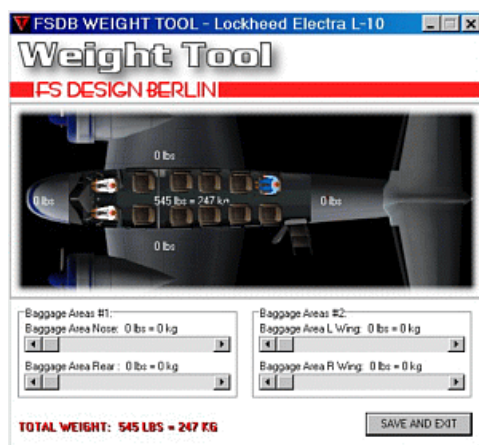 FSDB WEIGHT TOOL - Lockheed Electra L-10
Weight Tool
FS DESIGN BERLIN
0 lbs
0 lbs
545 lbs = 247 kg
0 lbs
0 lbs
Baggage Areas #1:
Baggage Area Nose: 0 lbs = 0 kg
Baggage Area Rear : 0 lbs = 0 kg
Baggage Areas #2:
Baggage Area L Wing: 0 lbs = 0 kg
Baggage Area R Wing: 0 lbs = 0 kg
TOTAL WEIGHT: 545 LBS = 247 KG
SAVE AND EXIT